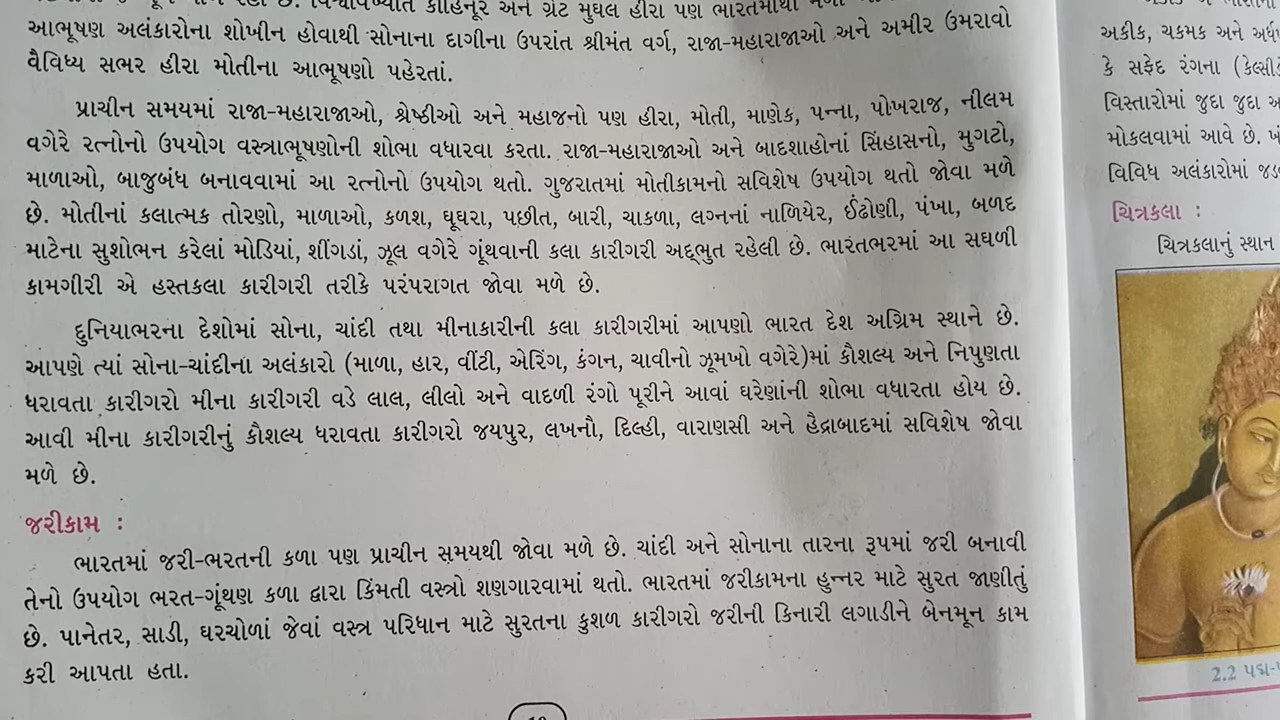 વિશ્વવિખ્યાત કોહિનૂર અને ગ્રેટ મુઘલ હીરા પણ ભારતમાંથી
આભૂષણ અલંકારોના શોખીન હોવાથી સોનાના દાગીના ઉપરાંત શ્રીમંત વર્ગ, રાજા-મહારાજાઓ અને અમીર ઉમરાવો
વૈવિધ્ય સભર હીરા મોતીના આભૂષણો પહેરતાં.
પ્રાચીન સમયમાં રાજા-મહારાજાઓ, શ્રેષ્ઠીઓ અને મહાજનો પણ હીરા, મોતી, માણેક, પન્ના, પોખરાજ, નીલમ
વગેરે રત્નોનો ઉપયોગ વસ્ત્રાભૂષણોની શોભા વધારવા કરતા. રાજા-મહારાજાઓ અને બાદશાહોનાં સિંહાસનો, મુગટો,
માળાઓ, બાજુબંધ બનાવવામાં આ રત્નોનો ઉપયોગ થતો. ગુજરાતમાં મોતીકામનો સવિશેષ ઉપયોગ થતો જોવા મળે
છે. મોતીનાં કલાત્મક તોરણો, માળાઓ, કળશ, ઘૂઘરા, પછીત, બારી, ચાકળા, લગ્નનાં નાળિયેર, ઈંઢોણી, પંખા, બળદ
માટેના સુશોભન કરેલાં મોડિયાં, શીંગડાં, ઝૂલ વગેરે ગૂંથવાની કલા કારીગરી અદ્ભુત રહેલી છે. ભારતભરમાં આ સઘળી
કામગીરી એ હસ્તકલા કારીગરી તરીકે પરંપરાગત જોવા મળે છે.
દુનિયાભરના દેશોમાં સોના, ચાંદી તથા મીનાકારીની કલા કારીગરીમાં આપણો ભારત દેશ અગ્રિમ સ્થાને છે.
આપણે ત્યાં સોના-ચાંદીના અલંકારો (માળા, હાર, વીંટી, એરિંગ, કંગન, ચાવીનો ઝૂમખો વગેરે)માં કૌશલ્ય અને નિપુણતા
ધરાવતા કારીગરો મીના કારીગરી વડે લાલ, લીલો અને વાદળી રંગો પૂરીને આવાં ઘરેણાંની શોભા વધારતા હોય છે.
આવી મીના કારીગરીનું કૌશલ્ય ધરાવતા કારીગરો જયપુર, લખનૌ, દિલ્હી, વારાણસી અને હૈદ્રાબાદમાં સવિશેષ જોવા
મળે છે.
જરીકામ :
ભારતમાં જરી-ભરતની કળા પણ પ્રાચીન સમયથી જોવા મળે છે. ચાંદી અને સોનાના તારના રૂપમાં જરી બનાવી
તેનો ઉપયોગ ભરત-ગૂંથણ કળા દ્વારા કિંમતી વસ્ત્રો શણગારવામાં થતો. ભારતમાં જરીકામના હુન્નર માટે સુરત જાણીતું
છે. પાનેતર, સાડી, ઘરચોળાં જેવાં વસ્ત્ર પરિધાન માટે સુરતના કુશળ કારીગરો જરીની કિનારી લગાડીને બેનમૂન કામ
કરી આપતા હતા.
અકીક, ચકમક અને
કે સફેદ રંગના
વિસ્તારોમાં જુદા જુદા
મોકલવામાં આવે છે.
વિવિધ અલંકારોમાં
ચિત્રકલા :
ચિત્રકલાનું સ્થાન
2.2